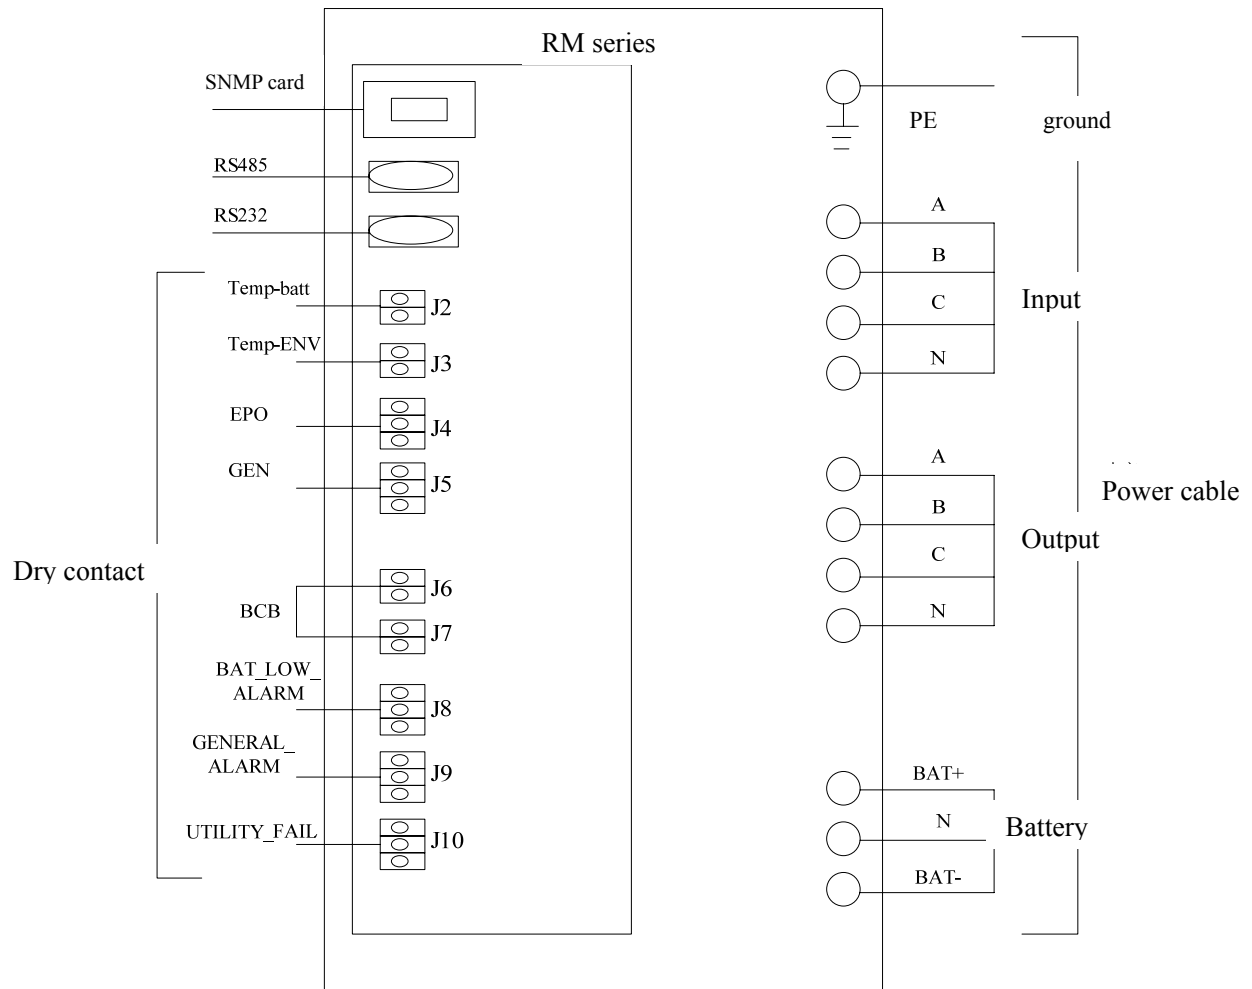 RM series
SNMP card
RS485
RS232
Temp-batt
J2
Temp-ENV
J3
EPO
J4
GEN
J5
Dry contact
BCB
J6
J7
BAT_LOW_
ALARM
J8
GENERAL_
ALARM
J9
UTILITY_FAIL
J10
PE
ground
A
B
C
N
Input
A
B
C
N
Output
Power cable
BAT+
N
BAT-
Battery